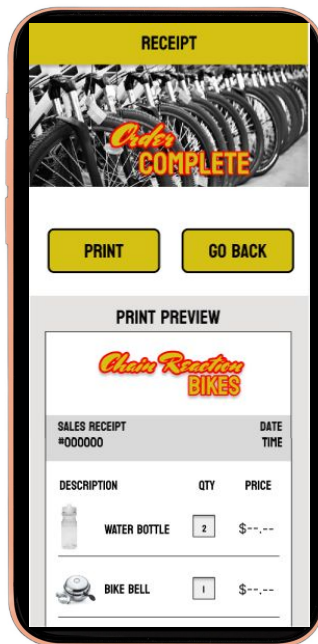 RECEIPT
Order
COMPLETE
PRINT
GO BACK
PRINT PREVIEW
Chain Reaction
BIKES
SALES RECEIPT DATE
#000000 TIME
DESCRIPTION QTY PRICE
WATER BOTTLE 2 $--.--
BIKE BELL 1 $--.--